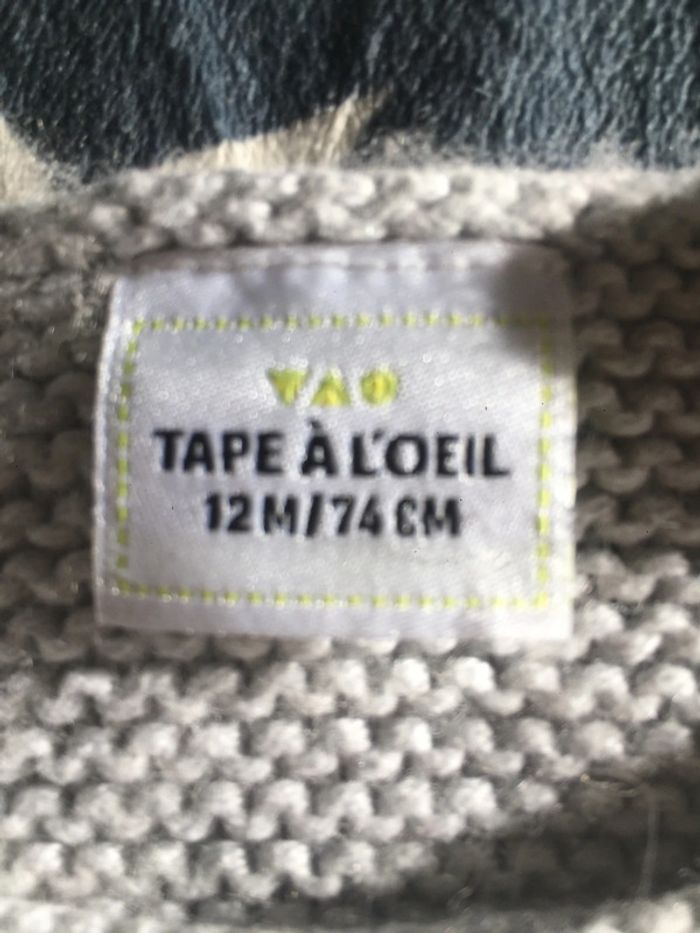 TAO
TAPE À L'OEIL
12M/74CM